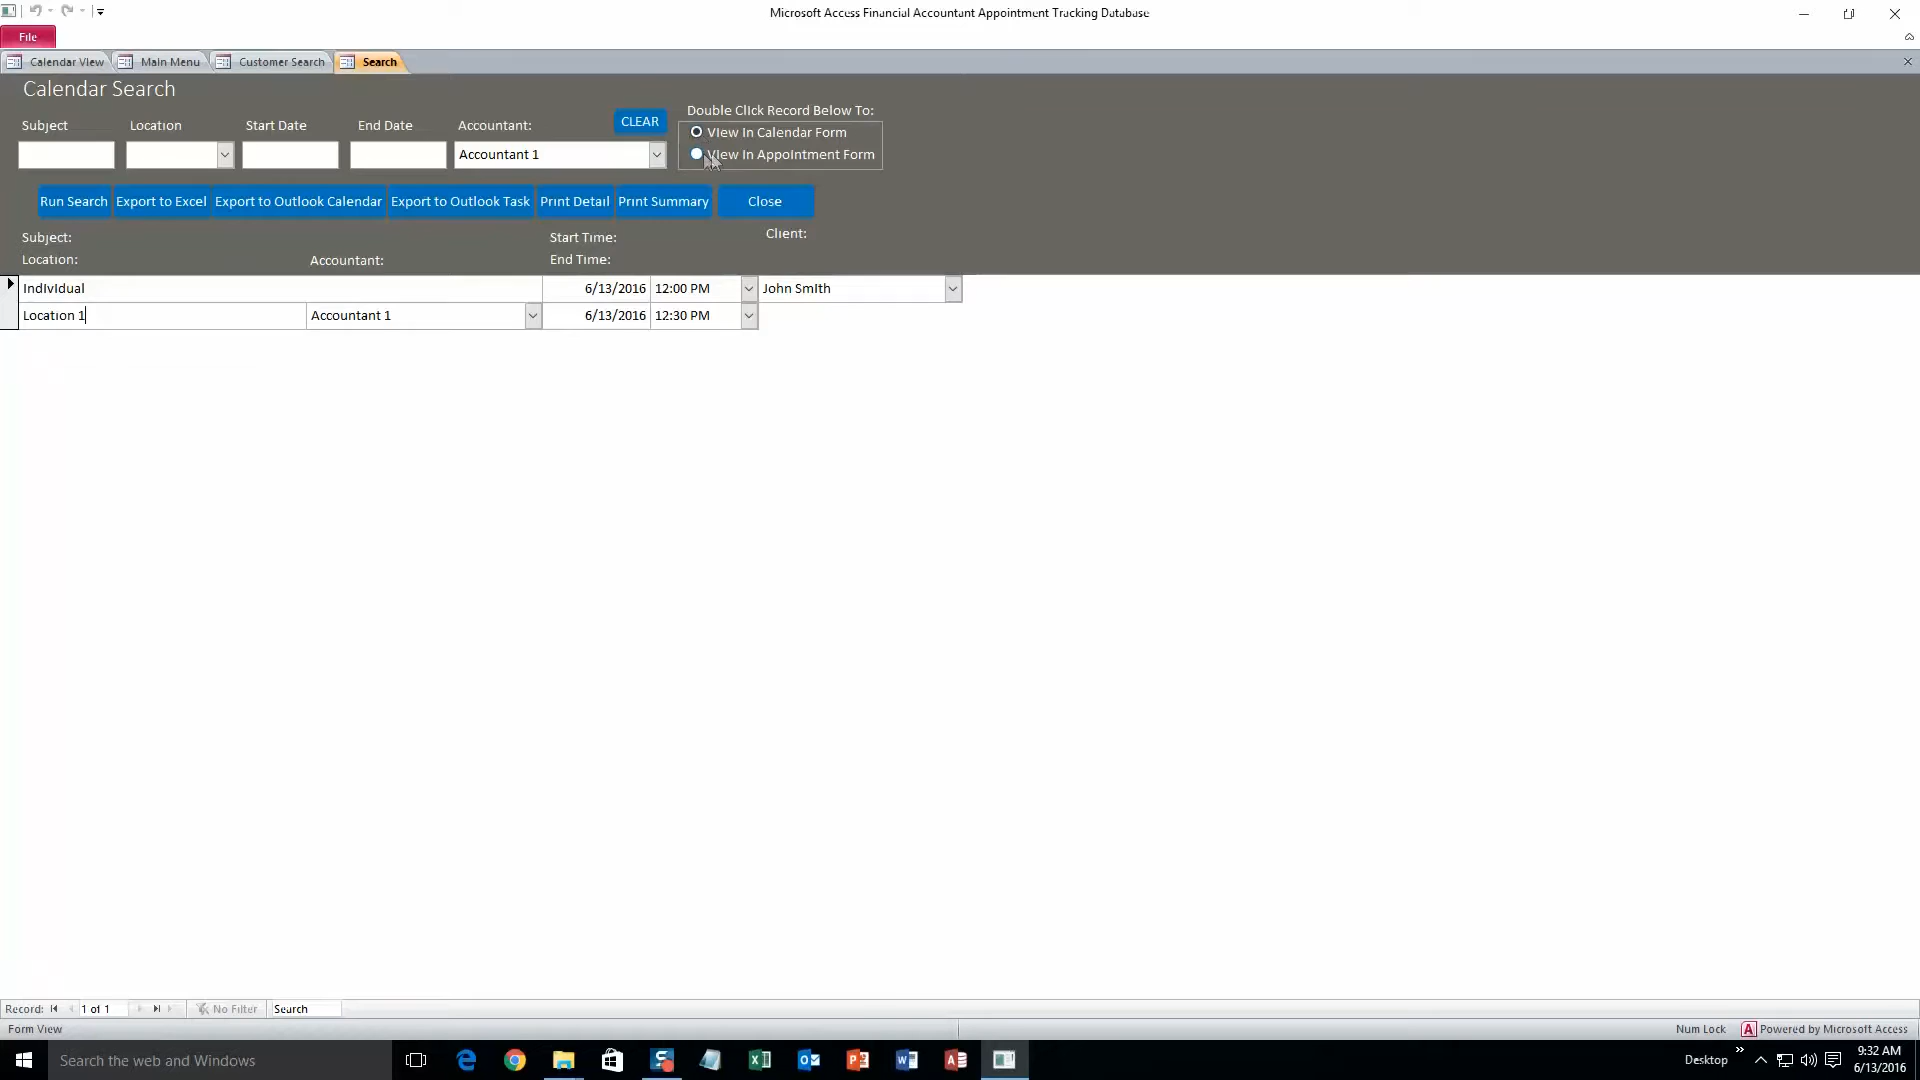 Microsoft Access Financial Accountant Appointment Tracking Database
File
Calendar View Main Menu Customer Search Search
Calendar Search
Double Click Record Below To:
Subject Location Start Date End Date Accountant: CLEAR
View In Calendar Form
Accountant 1 View In Appointment Form
Run Search Export to Excel Export to Outlook Calendar Export to Outlook Task Print Detail Print Summary Close
Subject: Start Time: Client:
Location: Accountant: End Time:
Individual 6/13/2016 12:00 PM John Smith
Location 1 Accountant 1 6/13/2016 12:30 PM
Record: 1 of 1 No Filter Search
Form View Num Lock Powered by Microsoft Access
Search the web and Windows Desktop 9:32 AM
6/13/2016